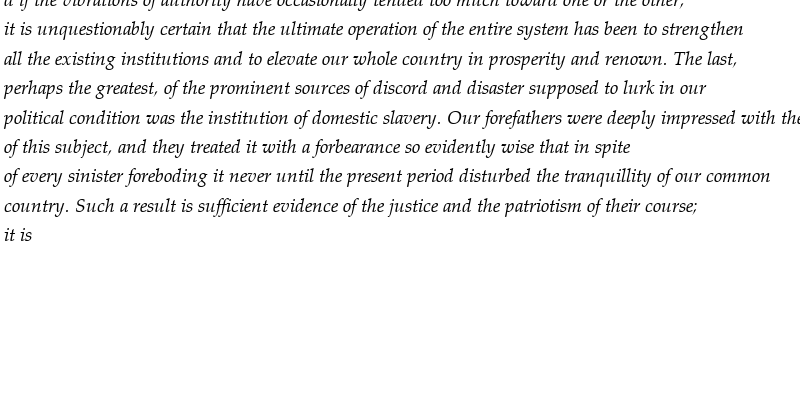 if the vibrations of authority have occasionally tended too much toward one or the other,
it is unquestionably certain that the ultimate operation of the entire system has been to strengthen
all the existing institutions and to elevate our whole country in prosperity and renown. The last,
perhaps the greatest, of the prominent sources of discord and disaster supposed to lurk in our
political condition was the institution of domestic slavery. Our forefathers were deeply impressed with the
of this subject, and they treated it with a forbearance so evidently wise that in spite
of every sinister foreboding it never until the present period disturbed the tranquillity of our common
country. Such a result is sufficient evidence of the justice and the patriotism of their course;
it is